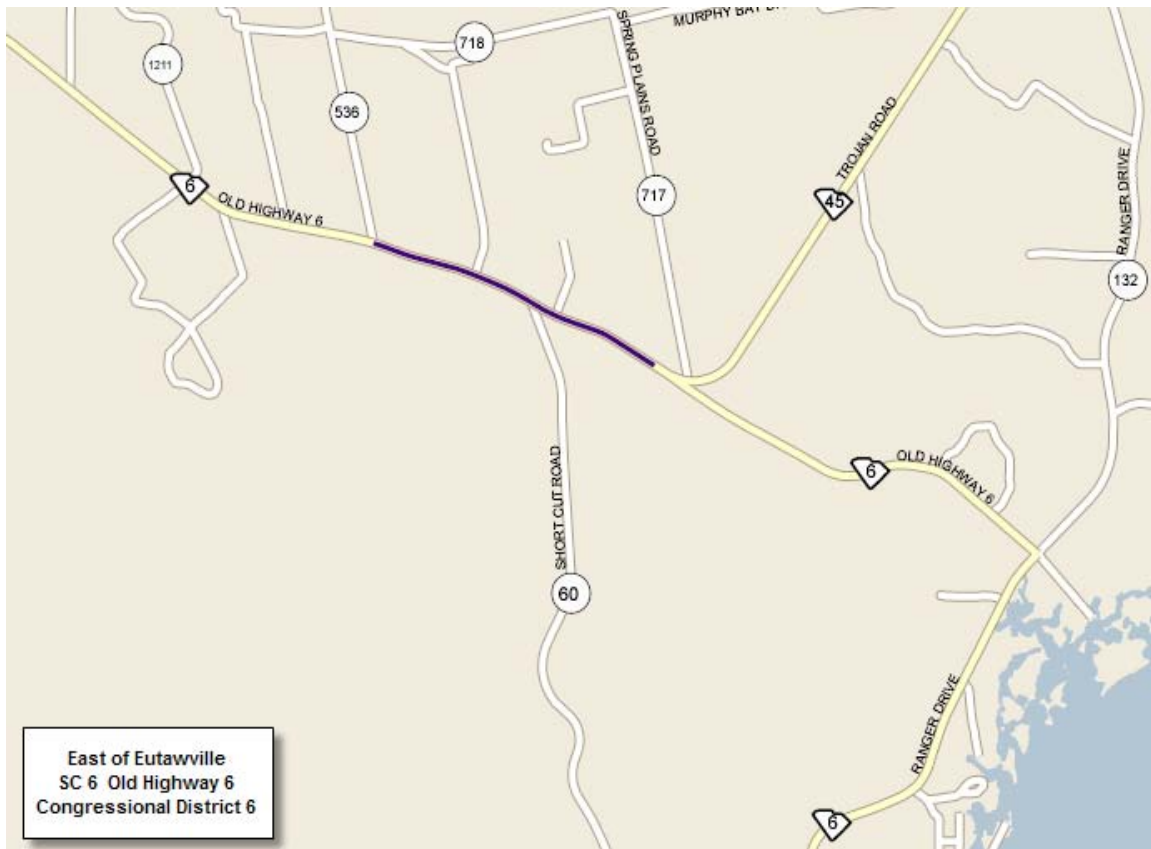 MURPHY BAY
718
1211
SPRING PLAINS ROAD
536
TROJAN ROAD
RANGER DRIVE
6
717
45
OLD HIGHWAY 6
132
OLD HIGHWAY 6
6
SHORT CUT ROAD
60
RANGER DRIVE
6
East of Eutawville
SC 6 Old Highway 6
Congressional District 6